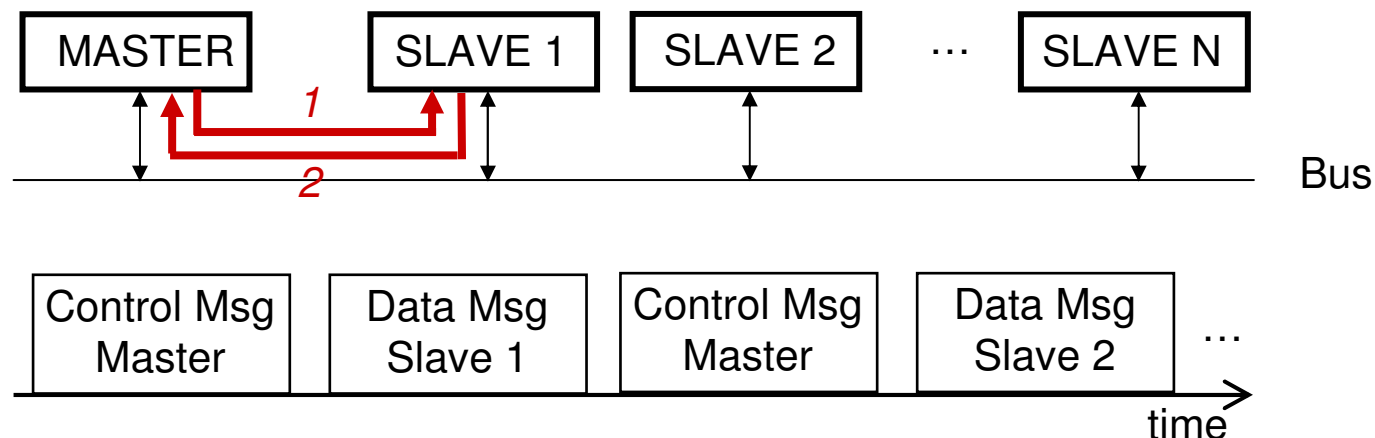 MASTER
SLAVE 1
SLAVE 2
...
SLAVE N
1
2
Bus
Control Msg
Master
Data Msg
Slave 1
Control Msg
Master
Data Msg
Slave 2
...
time